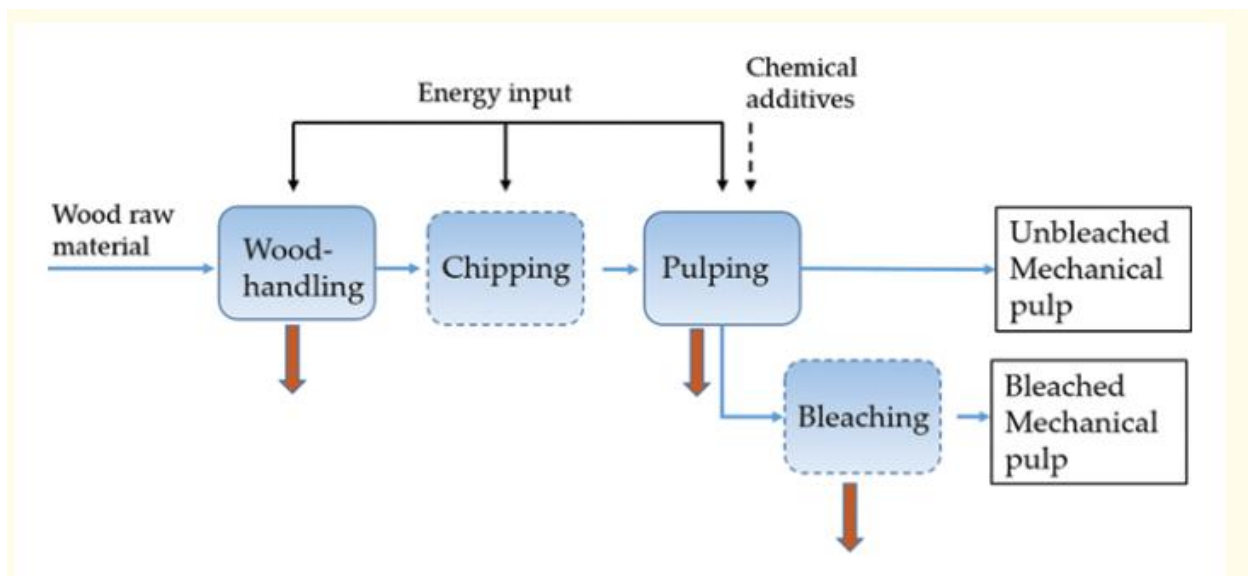 Energy input
Chemical
additives
Wood raw
material
Wood-
handling
Chipping
Pulping
Unbleached
Mechanical
pulp
Bleaching
Bleached
Mechanical
pulp